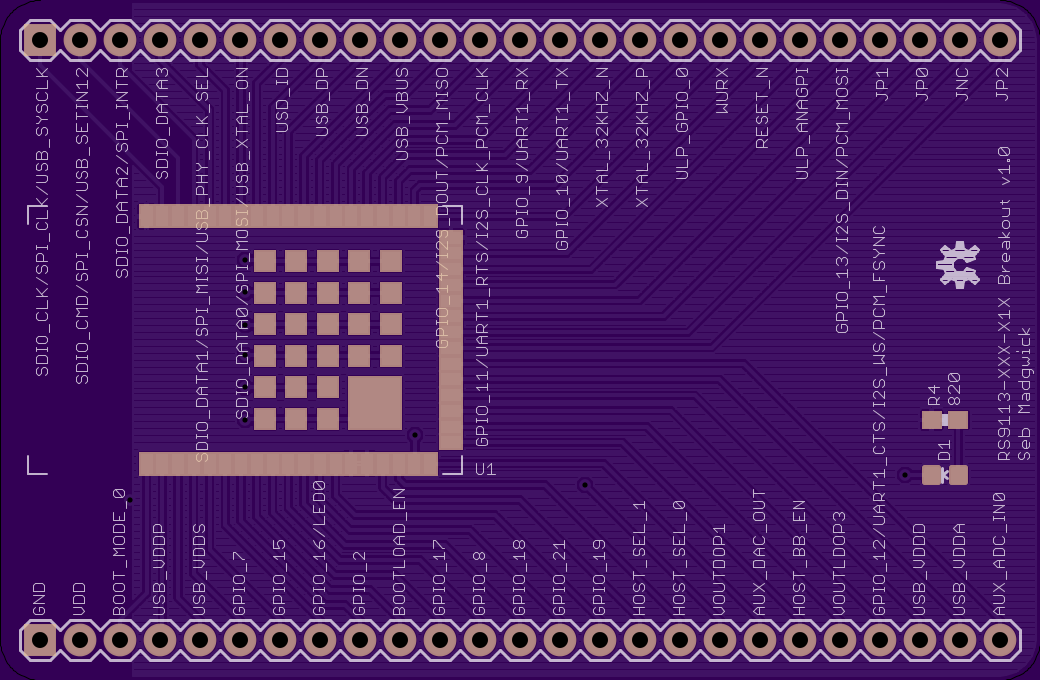 SDIO_CLK/SPI_CLK/USB_SYSCLK
SDIO_CMD/SPI_CSN/USB_SETIN12
SDIO_DATA2/SPI_INTR
SDIO_DATA3
SDIO_DATA1/SPI_MISI/USB_PHY_CLK_SEL
SDIO_DATA0/SPI_MOSI/USB_XTAL_ON
USD_ID
USB_DP
USB_DN
USB_VBUS
GPIO_14/I2S_DOUT/PCM_MISO
GPIO_11/UART1_RTS/I2S_CLK_PCM_CLK
GPIO_9/UART1_RX
GPIO_10/UART1_TX
XTAL_32KHZ_N
XTAL_32KHZ_P
ULP_GPIO_0
WURX
RESET_N
ULP_ANAGPI
GPIO_13/I2S_DIN/PCM_MOSI
JP1
JP0
JNC
JP2
RS9113-XXX-X1X Breakout v1.0
Seb Madgwick
R4
820
D1
U1
GND
VDD
BOOT_MODE_0
USB_VDDP
USB_VDDS
GPIO_7
GPIO_15
GPIO_16/LED0
GPIO_2
BOOTLOAD_EN
GPIO_17
GPIO_8
GPIO_18
GPIO_21
GPIO_19
HOST_SEL_1
HOST_SEL_0
VOUTDOP1
AUX_DAC_OUT
HOST_BB_EN
VOUTLDOP3
GPIO_12/UART1_CTS/I2S_WS/PCM_FSYNC
USB_VDDD
USB_VDDA
AUX_ADC_IN0